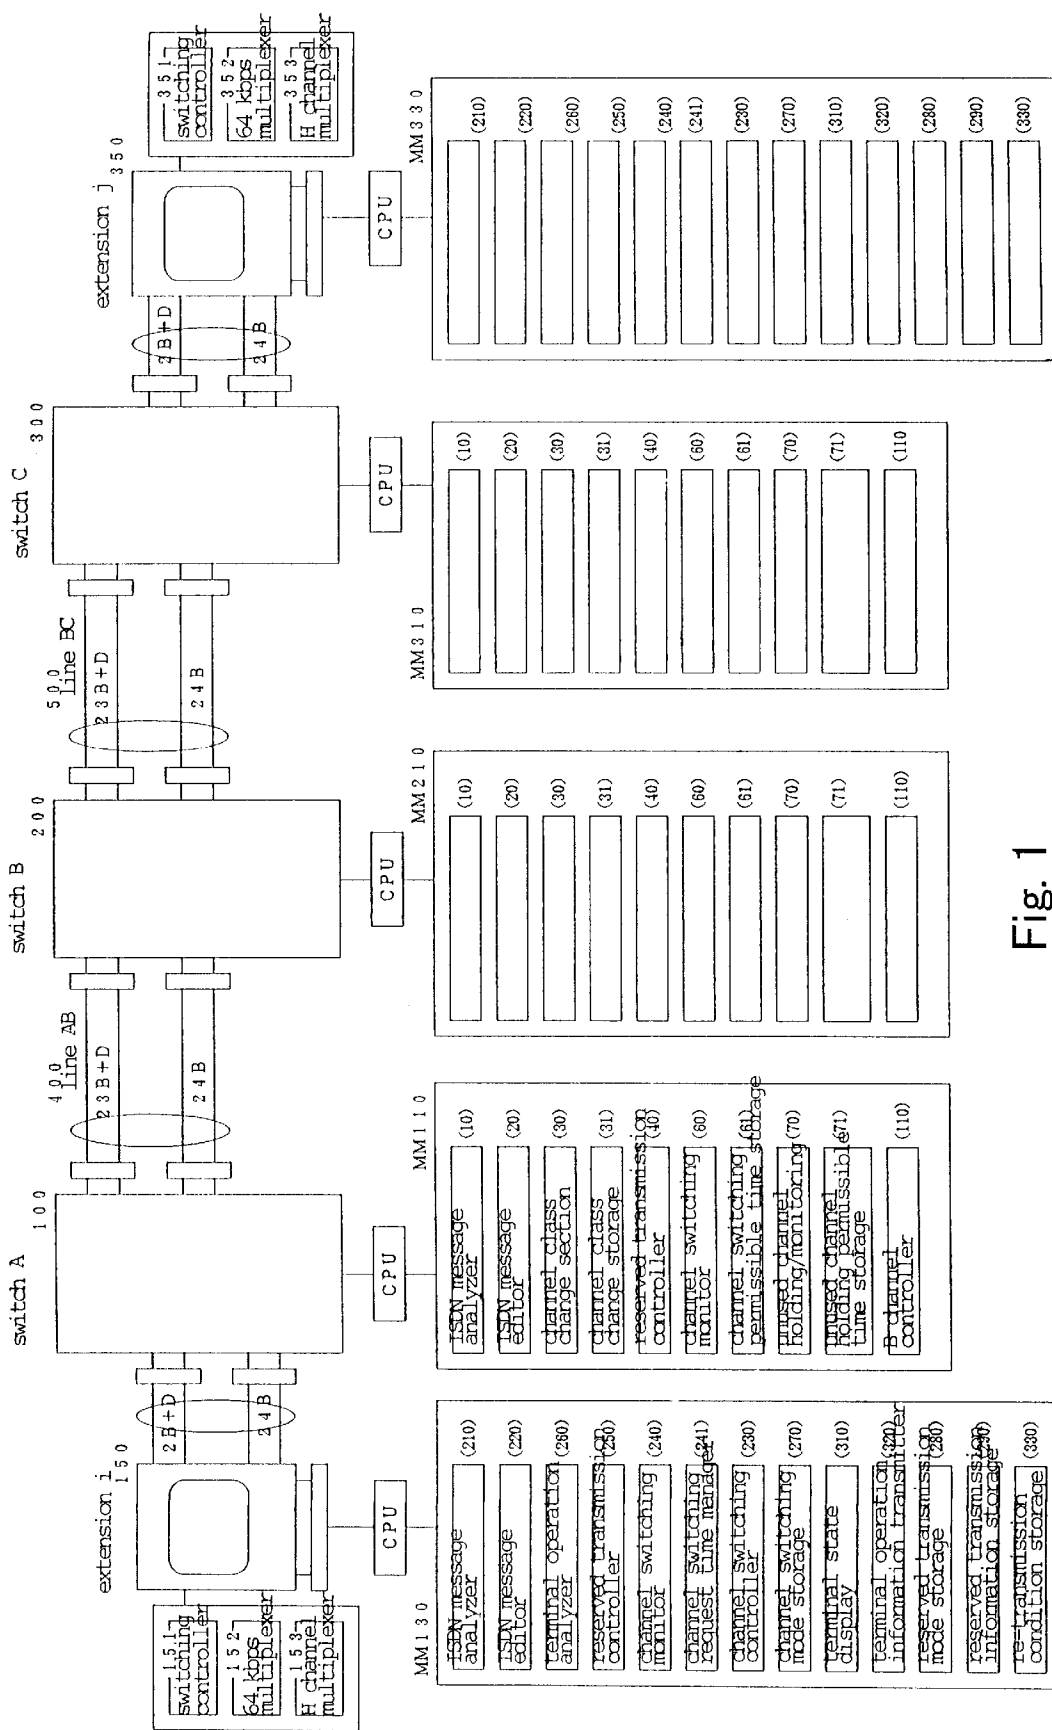 extension i
150
151
switching
controller
152
64 kbps
multiplexer
153
H channel
multiplexer
2B+D
24B
switch A
100
400
line AB
23B+D
24B
switch B
200
500
line BC
23B+D
24B
switch C
300
2B+D
24B
extension j
350
351
switching
controller
352
64 kbps
multiplexer
353
H channel
multiplexer
CPU
CPU
CPU
CPU
CPU
MM130
ISDN message
analyzer
(210)
ISDN message
editor
(220)
terminal operation
analyzer
(260)
reserved transmission
controller
(250)
channel switching
monitor
(240)
channel switching
request time manager
(241)
channel switching
controller
(230)
channel switching
mode storage
(270)
terminal state
display
(310)
terminal operation
information transmitter
(320)
reserved transmission
mode storage
(280)
reserved transmission
information storage
(290)
re-transmission
condition storage
(330)
MM110
ISDN message
analyzer
(10)
ISDN message
editor
(20)
channel class
change section
(30)
channel class
change storage
(31)
reserved transmission
controller
(40)
channel switching
monitor
(60)
channel switching
permissible time storage
(61)
unused channel
holding/monitoring
(70)
unused channel
holding permissible
time storage
(71)
B channel
controller
(110)
MM210
(10)
(20)
(30)
(31)
(40)
(60)
(61)
(70)
(71)
(110)
MM310
(10)
(20)
(30)
(31)
(40)
(60)
(61)
(70)
(71)
(110
MM330
(210)
(220)
(260)
(250)
(240)
(241)
(230)
(270)
(310)
(320)
(280)
(290)
(330)
Fig. 1